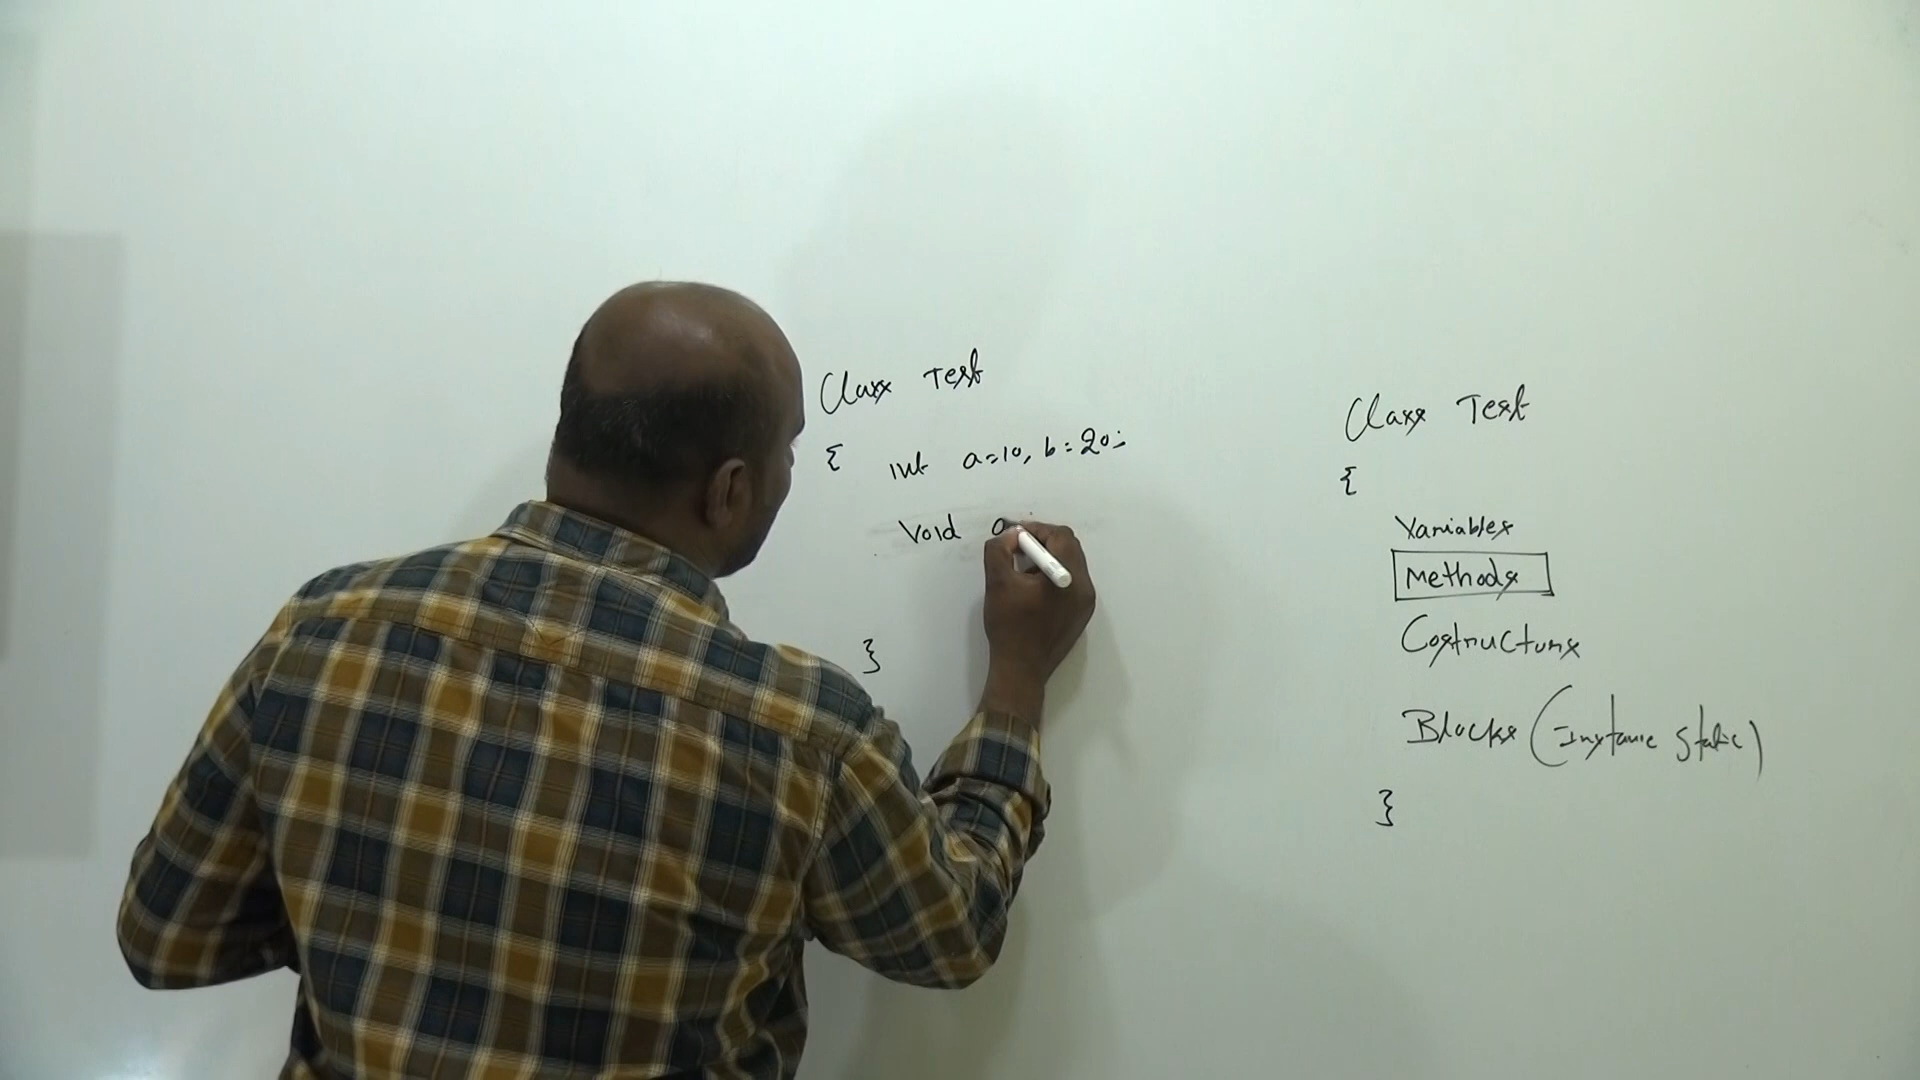 Class Test
{ int a=10, b=20;
Void a
}
Class Test
{
Variables
Methods
Costructors
Blocks (Instance Static)
}